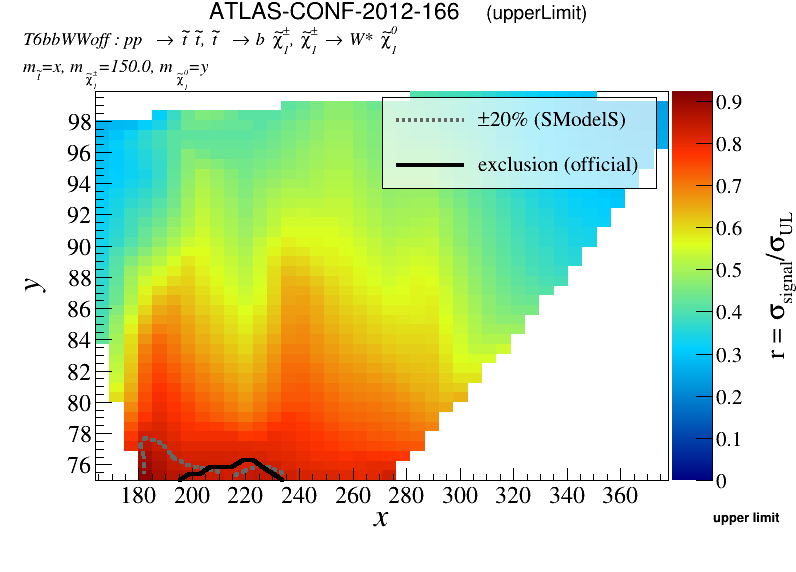 ATLAS-CONF-2012-166 (upperLimit)
T6bbWWoff : pp → t̃ t̃, t̃ → b χ̃₁±, χ̃₁± → W* χ̃₁⁰
m_t̃=x, m_χ̃₁±=150.0, m_χ̃₁⁰=y
±20% (SModelS)
exclusion (official)
98
96
94
92
90
88
86
84
82
80
78
76
y
180 200 220 240 260 280 300 320 340 360
x
0.9
0.8
0.7
0.6
0.5
0.4
0.3
0.2
0.1
0
r = σ_signal/σ_UL
upper limit